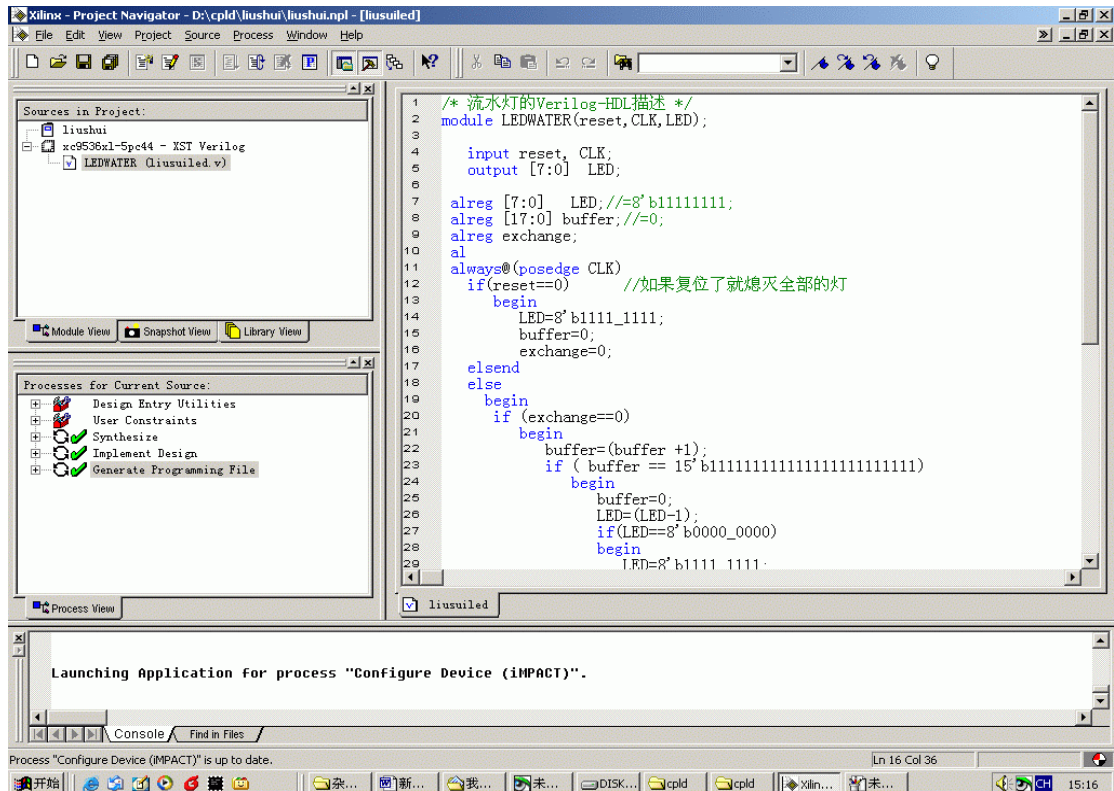 Xilinx - Project Navigator - D:\cpld\liushui\liushui.npl - [liusuiled]
File Edit View Project Source Process Window Help
Sources in Project:
liushui
xc9536xl-5pc44 - XST Verilog
LEDWATER (liusuiled.v)
Module View Snapshot View Library View
Processes for Current Source:
Design Entry Utilities
User Constraints
Synthesize
Implement Design
Generate Programming File
Process View
1 /* 流水灯的Verilog-HDL描述 */
2 module LEDWATER(reset,CLK,LED);
3
4 input reset, CLK;
5 output [7:0] LED;
6
7 alreg [7:0] LED;//=8'b11111111;
8 alreg [17:0] buffer;//=0;
9 alreg exchange;
10 al
11 always@(posedge CLK)
12 if(reset==0) //如果复位了就熄灭全部的灯
13 begin
14 LED=8'b1111_1111;
15 buffer=0;
16 exchange=0;
17 elsend
18 else
19 begin
20 if (exchange==0)
21 begin
22 buffer=(buffer +1);
23 if ( buffer == 15'b1111111111111111111111111)
24 begin
25 buffer=0;
26 LED=(LED-1);
27 if(LED==8'b0000_0000)
28 begin
29 LED=8'b1111_1111;
liusuiled
Launching Application for process "Configure Device (iMPACT)".
Console Find in Files
Process "Configure Device (iMPACT)" is up to date.
Ln 16 Col 36
开始 杂... 新... 我... 未... DISK... cpld cpld Xilin... 未... CH 15:16